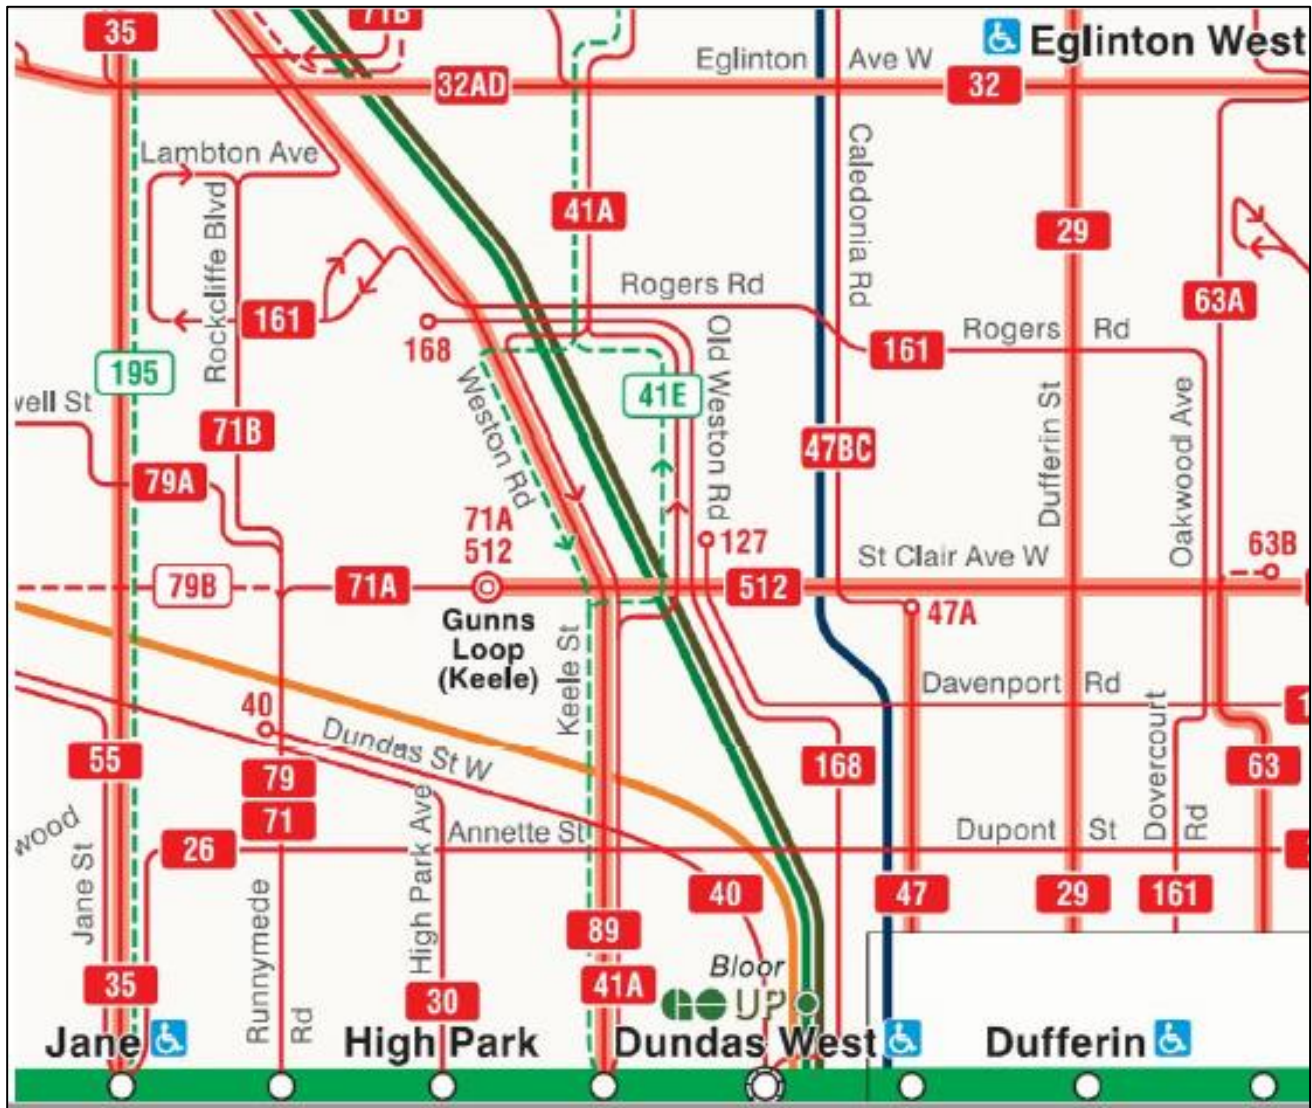 35
71B
Eglinton Ave W
Eglinton West
32AD
32
Lambton Ave
Rockcliffe Blvd
41A
Caledonia Rd
29
Rogers Rd
161
168
63A
Rogers Rd
161
195
Weston Rd
41E
Old Weston Rd
well St
71B
79A
47BC
Dufferin St
Oakwood Ave
71A
512
127
St Clair Ave W
63B
79B
71A
512
Gunns
Loop
(Keele)
47A
Keele St
Davenport Rd
40
Dundas St W
55
79
71
168
Dovercourt Rd
63
wood
Jane St
26
High Park Ave
Annette St
Dupont St
Runnymede Rd
40
47
29
161
89
35
30
41A
Bloor
GO UP
Jane
High Park
Dundas West
Dufferin